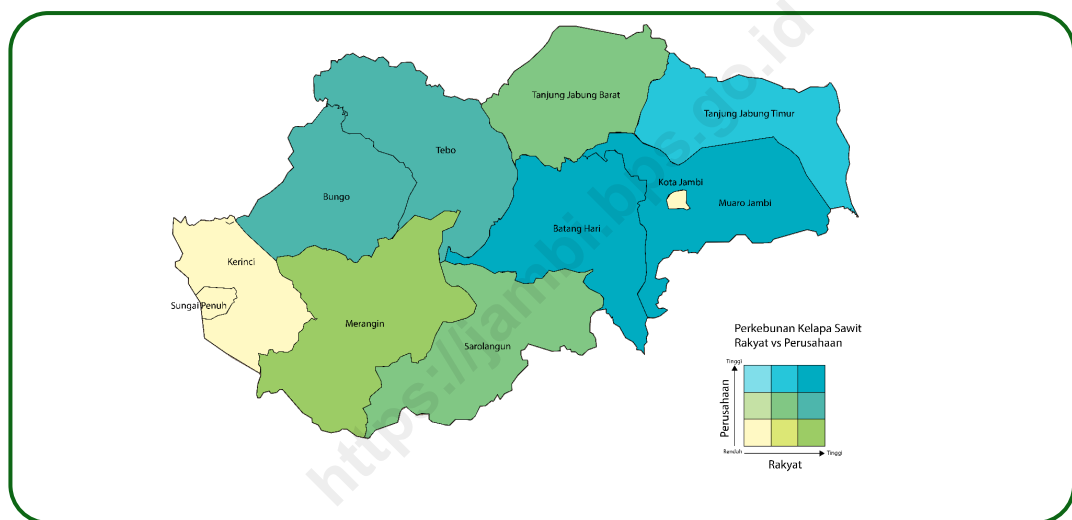 Tanjung Jabung Barat
Tanjung Jabung Timur
Tebo
Kota Jambi
Bungo
Muaro Jambi
Batang Hari
Kerinci
Sungai Penuh
Merangin
Sarolangun
Perkebunan Kelapa Sawit
Rakyat vs Perusahaan
Tinggi
Perusahaan
Rendah
Tinggi
Rakyat
https://jambi.bps.go.id